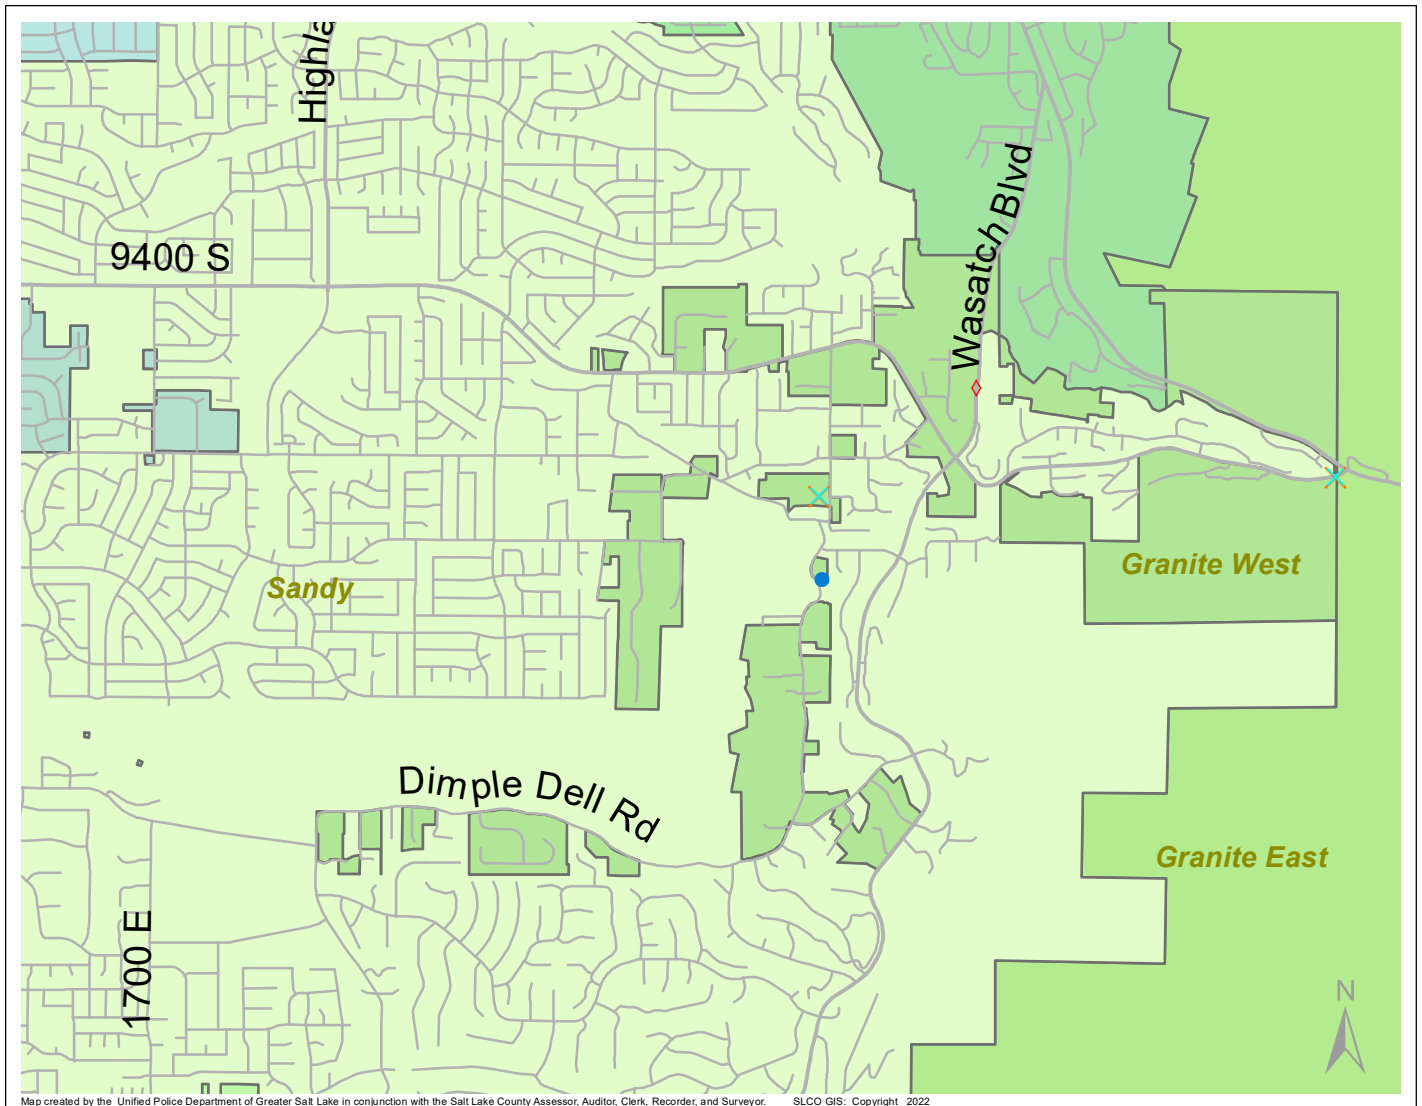 Highla
Wasatch Blvd
9400 S
Granite West
Sandy
Dimple Dell Rd
Granite East
1700 E
N
Map created by the Unified Police Department of Greater Salt Lake in conjunction with the Salt Lake County Assessor, Auditor, Clerk, Recorder, and Surveyor. SLCO GIS: Copyright 2022